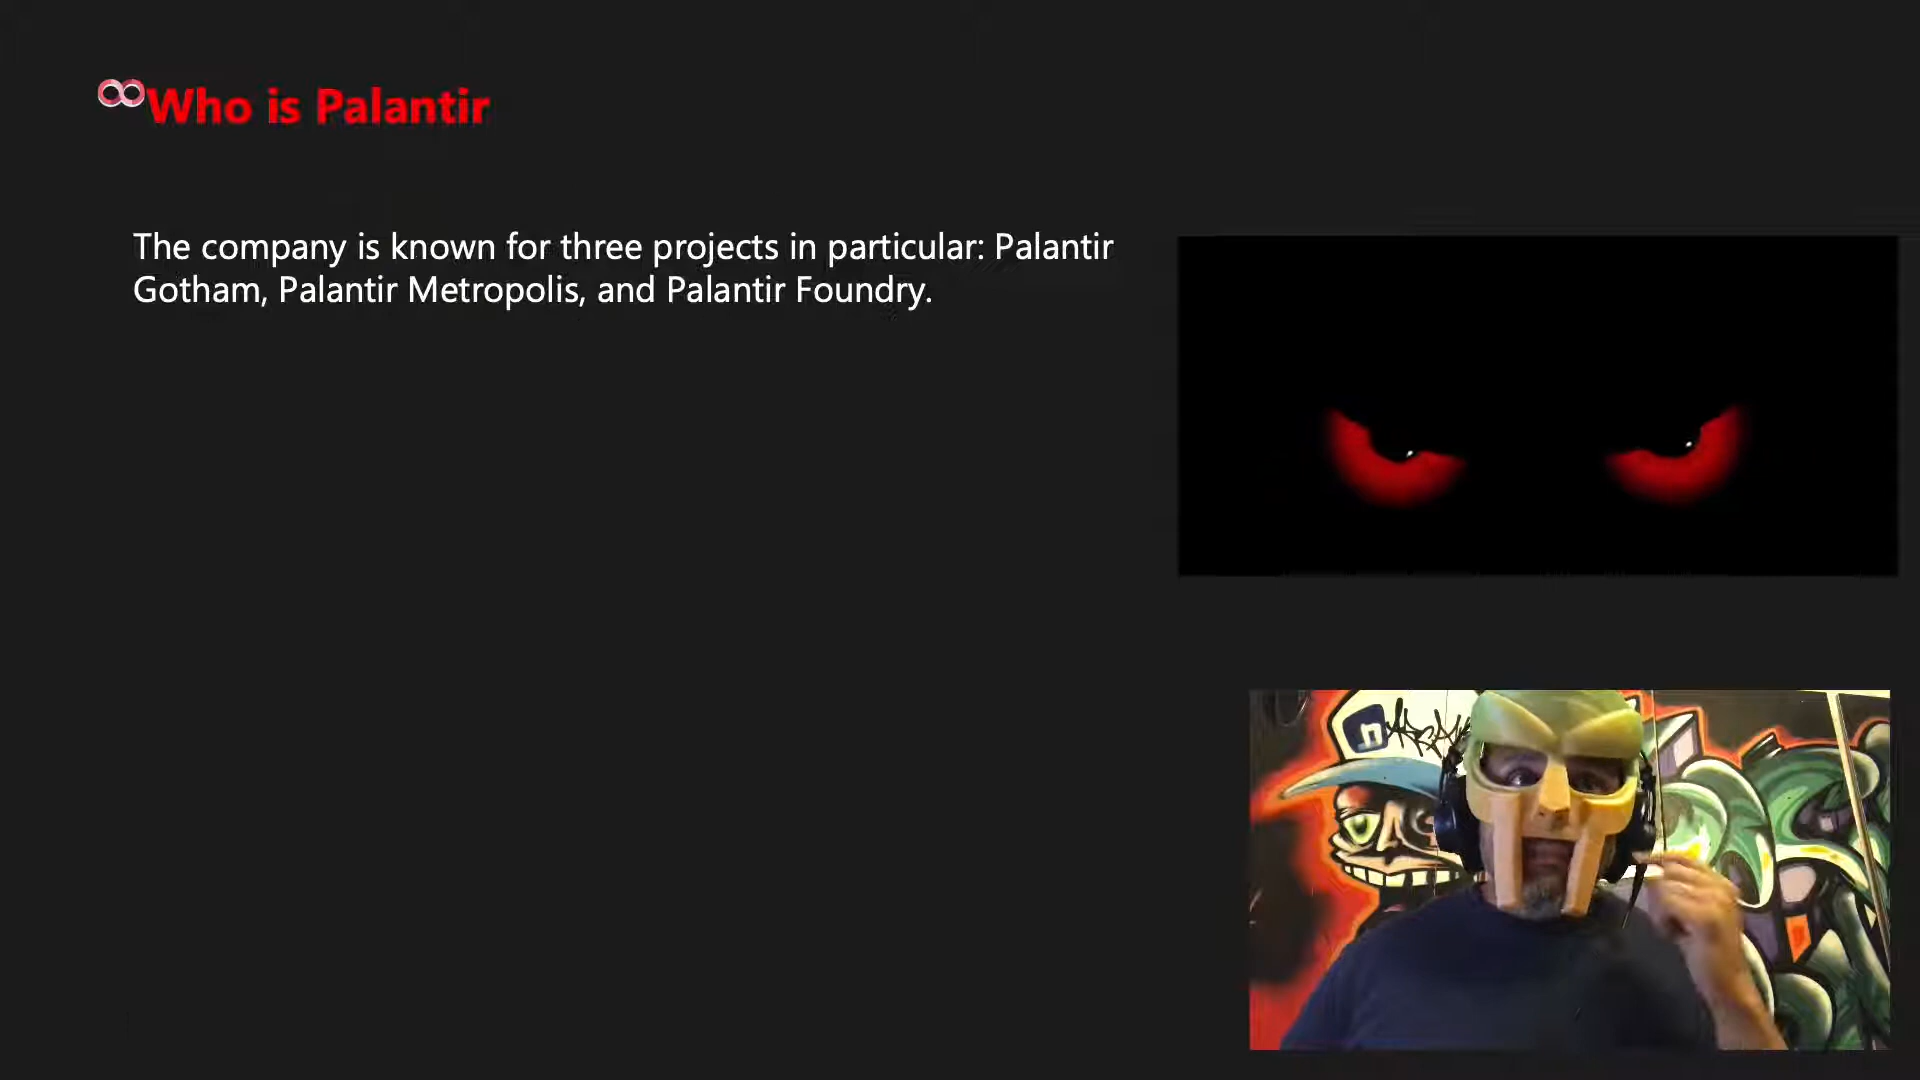 Who is Palantir
The company is known for three projects in particular: Palantir
Gotham, Palantir Metropolis, and Palantir Foundry.